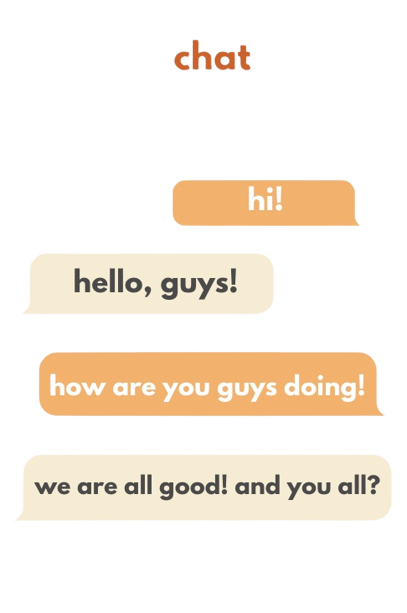 chat
hi!
hello, guys!
how are you guys doing!
we are all good! and you all?